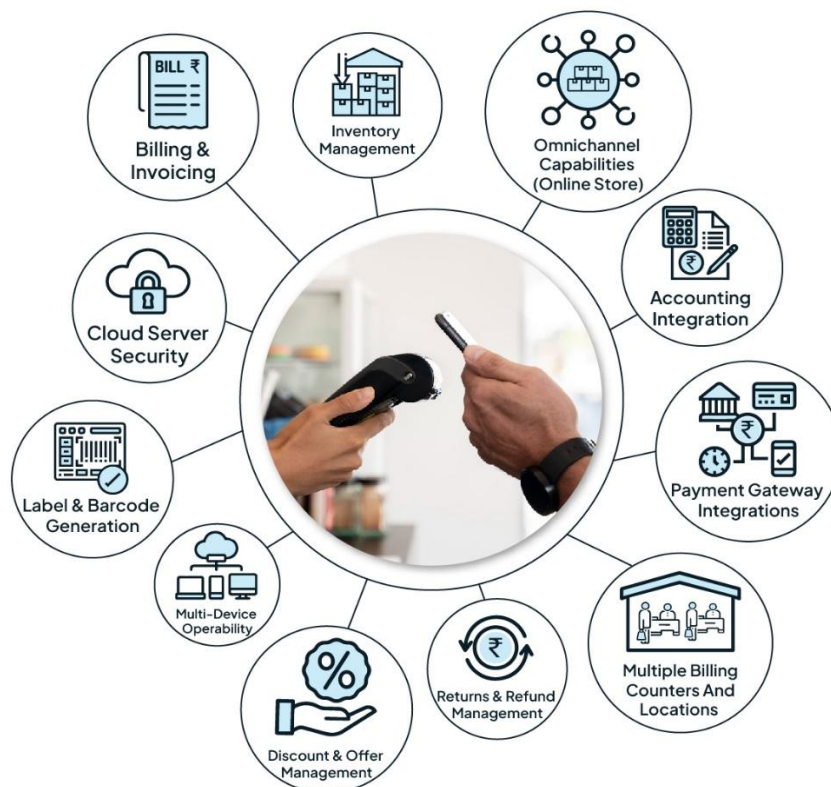 BILL ₹
Billing &
Invoicing
Inventory
Management
Omnichannel
Capabilities
(Online Store)
Cloud Server
Security
₹
Accounting
Integration
Label & Barcode
Generation
₹
Payment Gateway
Integrations
Multi-Device
Operability
%
Discount & Offer
Management
₹
Returns & Refund
Management
Multiple Billing
Counters And
Locations